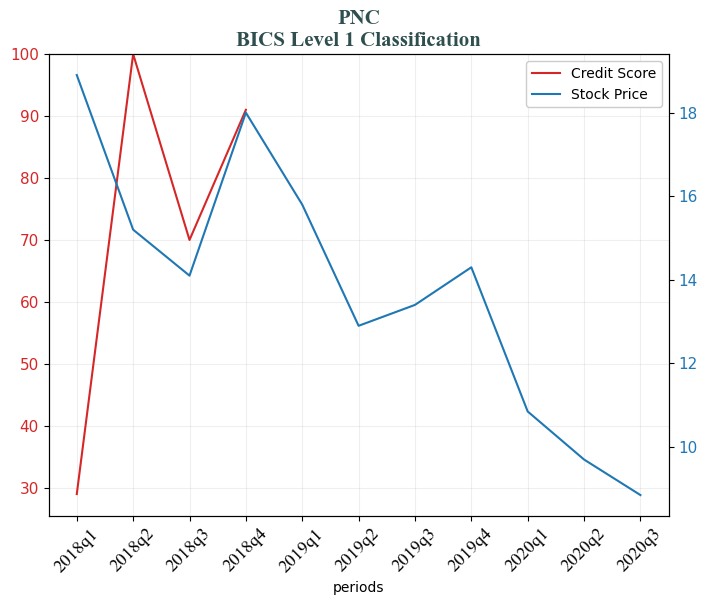 PNC
BICS Level 1 Classification
Credit Score
Stock Price
100
90
80
70
60
50
40
30
18
16
14
12
10
2018q1
2018q2
2018q3
2018q4
2019q1
2019q2
2019q3
2019q4
2020q1
2020q2
2020q3
periods